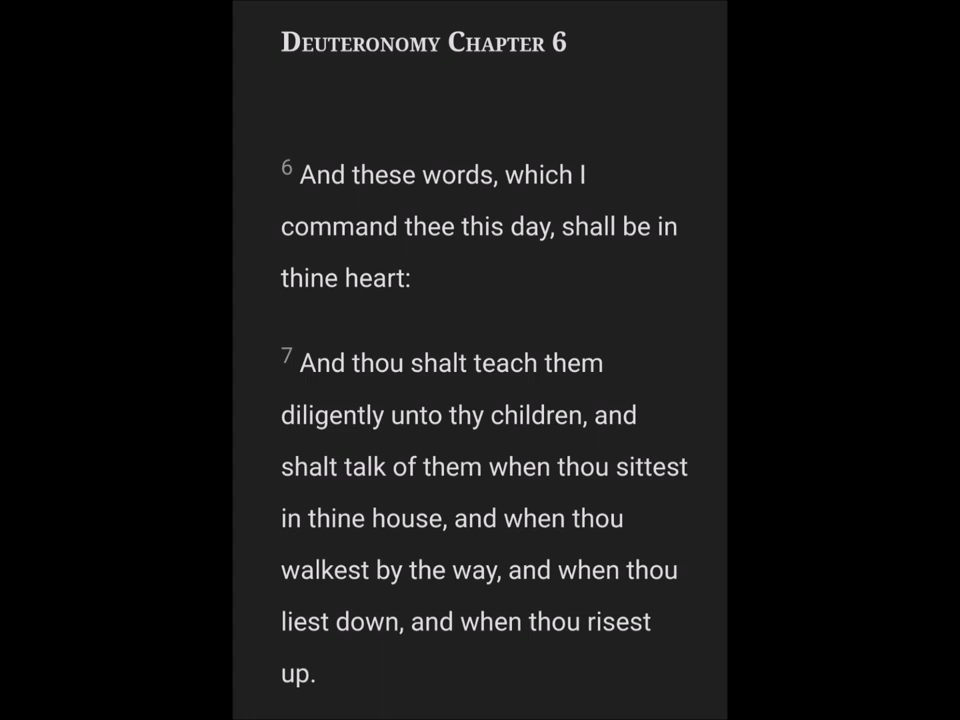 DEUTERONOMY CHAPTER 6
6 And these words, which I
command thee this day, shall be in
thine heart:
7 And thou shalt teach them
diligently unto thy children, and
shalt talk of them when thou sittest
in thine house, and when thou
walkest by the way, and when thou
liest down, and when thou risest
up.